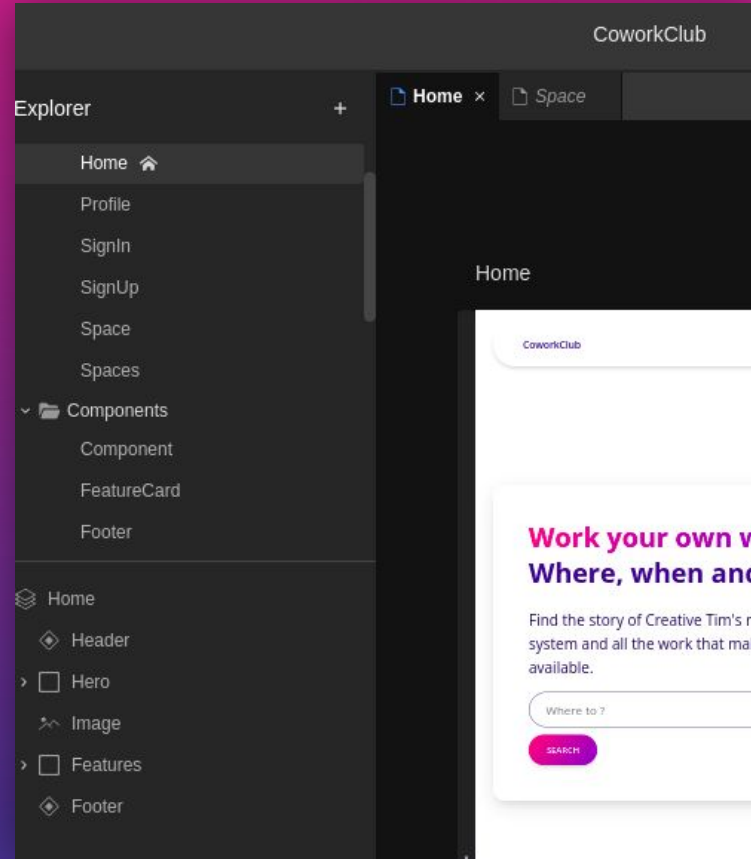 CoworkClub
Explorer +
Home × Space
Home
Profile
SignIn
SignUp
Space
Spaces
Components
Component
FeatureCard
Footer
Home
Header
Hero
Image
Features
Footer
Home
CoworkClub
Work your own
Where, when and
Find the story of Creative Tim's
system and all the work that
available.
Where to ?
SEARCH